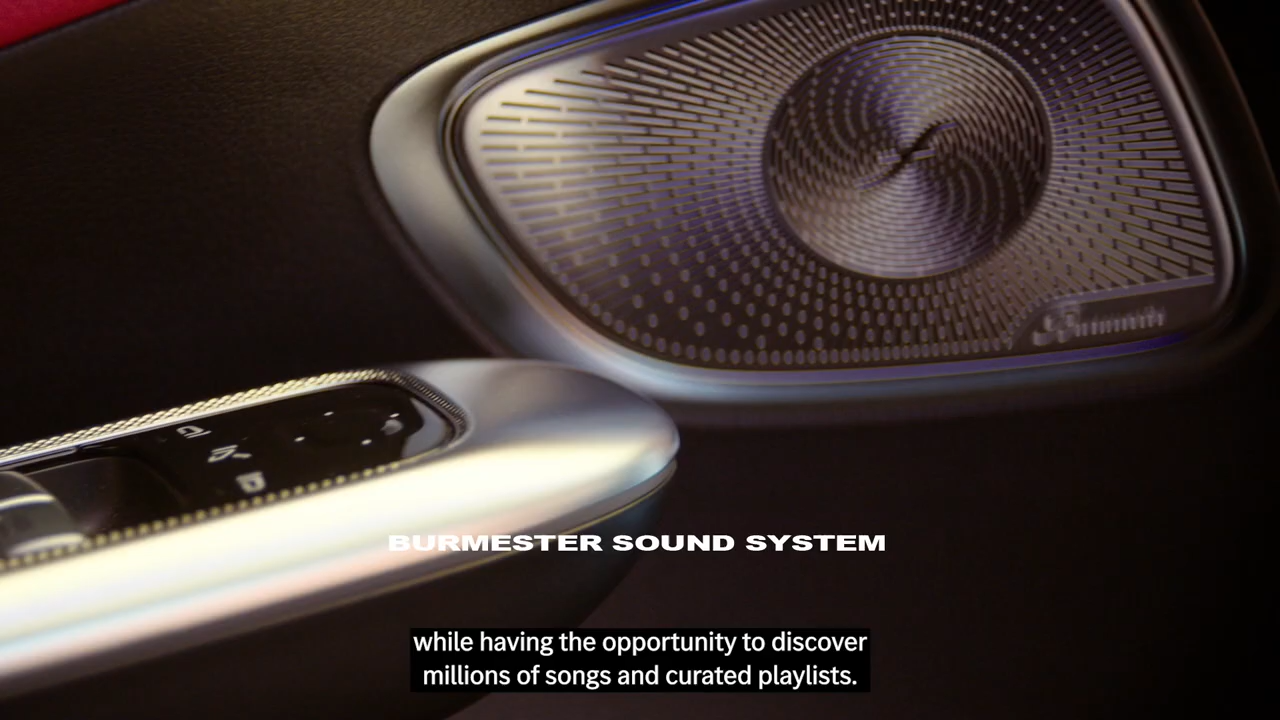 BURMESTER SOUND SYSTEM
while having the opportunity to discover
millions of songs and curated playlists.